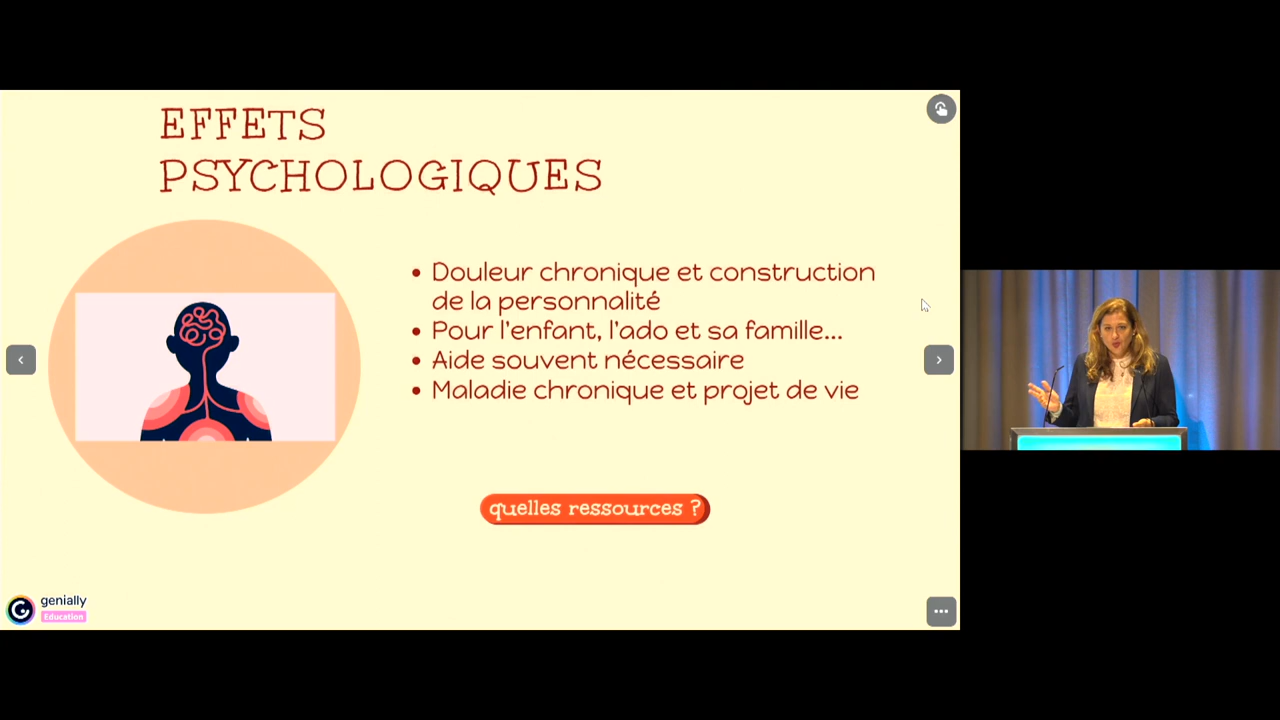 EFFETS
PSYCHOLOGIQUES
• Douleur chronique et construction
de la personnalité
• Pour l'enfant, l'ado et sa famille...
• Aide souvent nécessaire
• Maladie chronique et projet de vie
quelles ressources ?
genially
Education